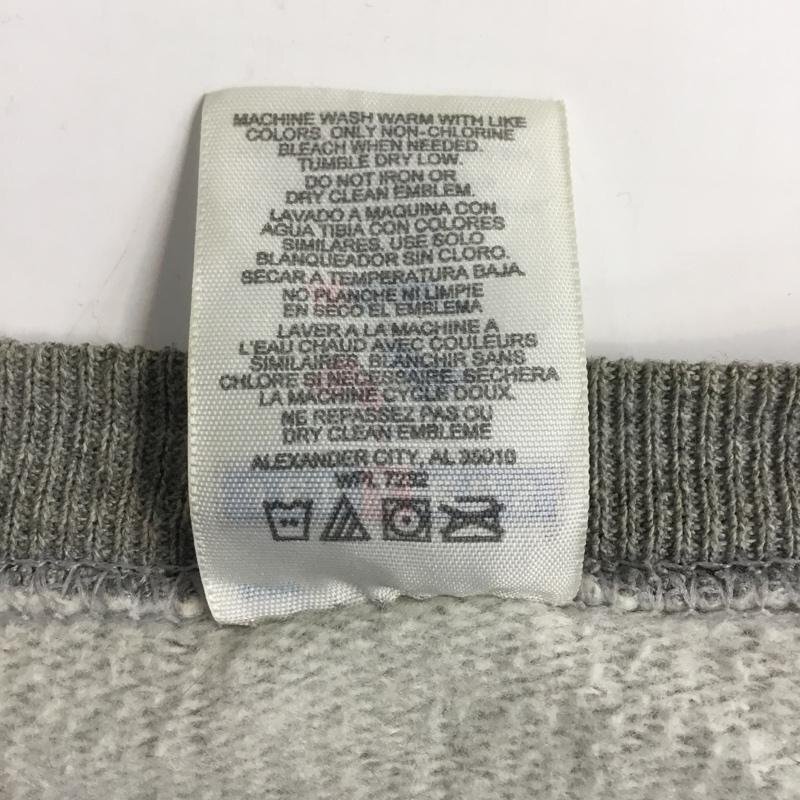 MACHINE WASH WARM WITH LIKE
COLORS. ONLY NON-CHLORINE
BLEACH WHEN NEEDED.
TUMBLE DRY LOW.
DO NOT IRON OR
DRY CLEAN EMBLEM.
LAVADO A MAQUINA CON
AGUA TIBIA CON COLORES
SIMILARES. USE SOLO
BLANQUEADOR SIN CLORO.
SECAR A TEMPERATURA BAJA.
NO PLANCHE NI LIMPIE
EN SECO EL EMBLEMA
LAVER A LA MACHINE A
L'EAU CHAUD AVEC COULEURS
SIMILAIRES. BLANCHIR SANS
CHLORE SI NECESSAIRE. SECHERA
LA MACHINE CYCLE DOUX.
NE REPASSEZ PAS OU
DRY CLEAN EMBLEME
ALEXANDER CITY, AL 35010
WPL 7232